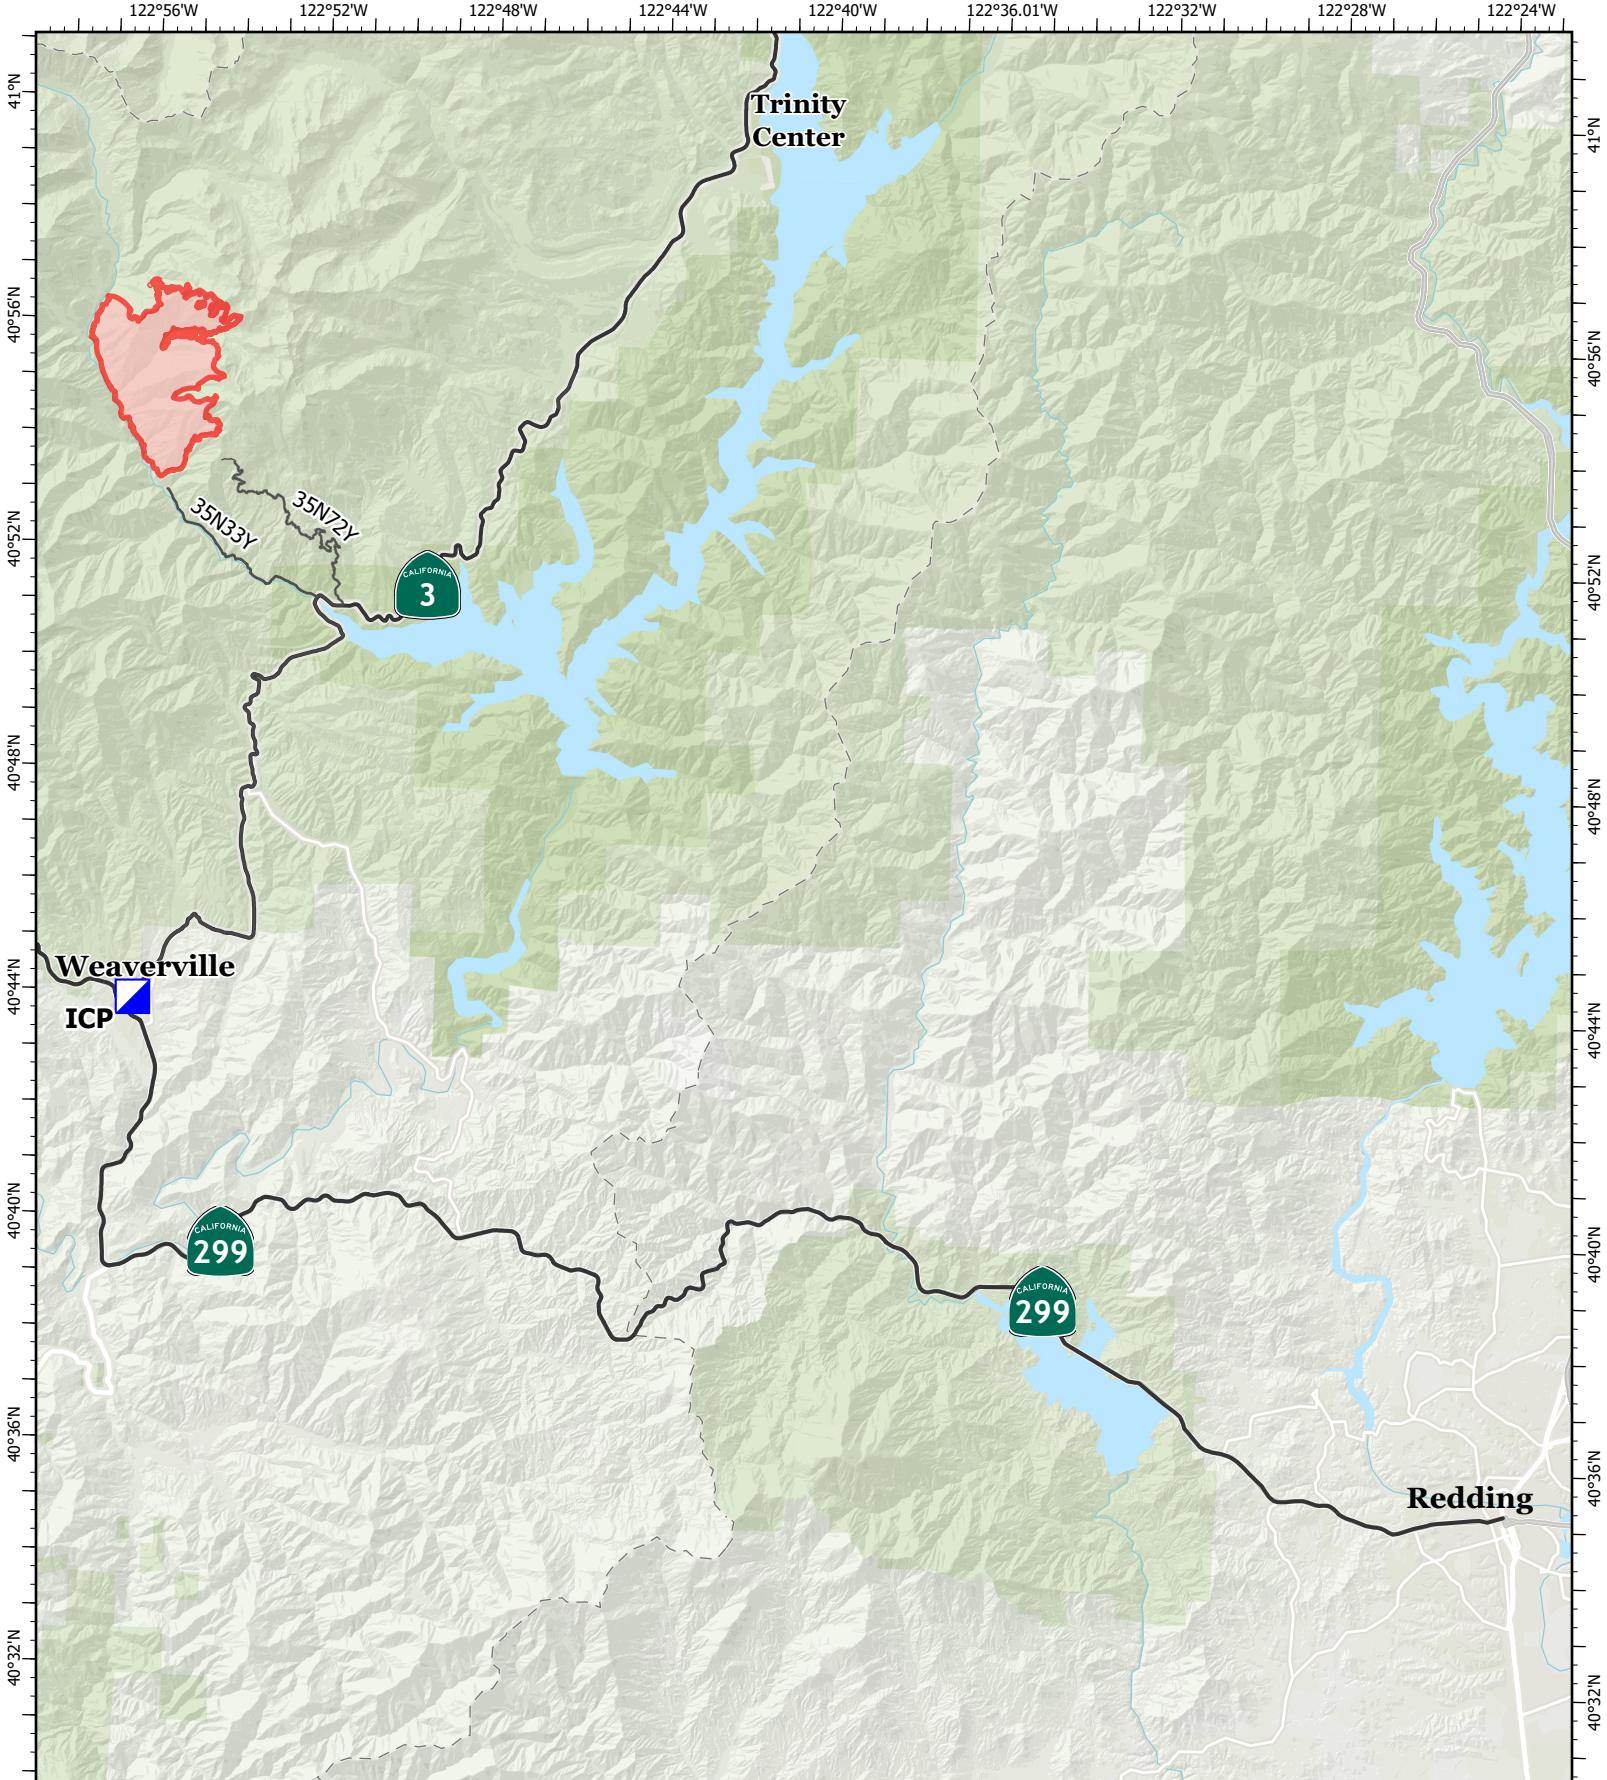 122°56'W
122°52'W
122°48'W
122°44'W
122°40'W
122°36.01'W
122°32'W
122°28'W
122°24'W
41°N
41°N
Trinity
Center
40°56'N
40°56'N
35N33Y
35N72Y
40°52'N
40°52'N
CALIFORNIA
3
40°48'N
40°48'N
Weaverville
ICP
40°44'N
40°44'N
40°40'N
40°40'N
CALIFORNIA
299
CALIFORNIA
299
40°36'N
40°36'N
Redding
40°32'N
40°32'N